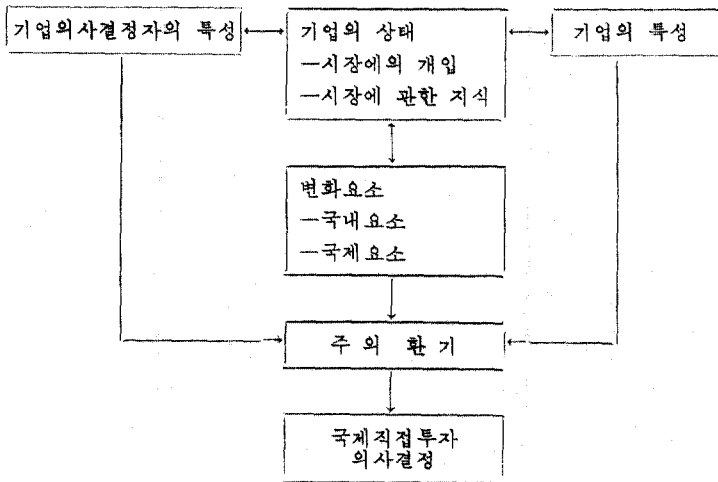 기업의사결정자의 특성
기업의 상태
—시장에의 개입
—시장에 관한 지식
기업의 특성
변화요소
—국내요소
—국제요소
주 의 환 기
국제직접투자
의사결정